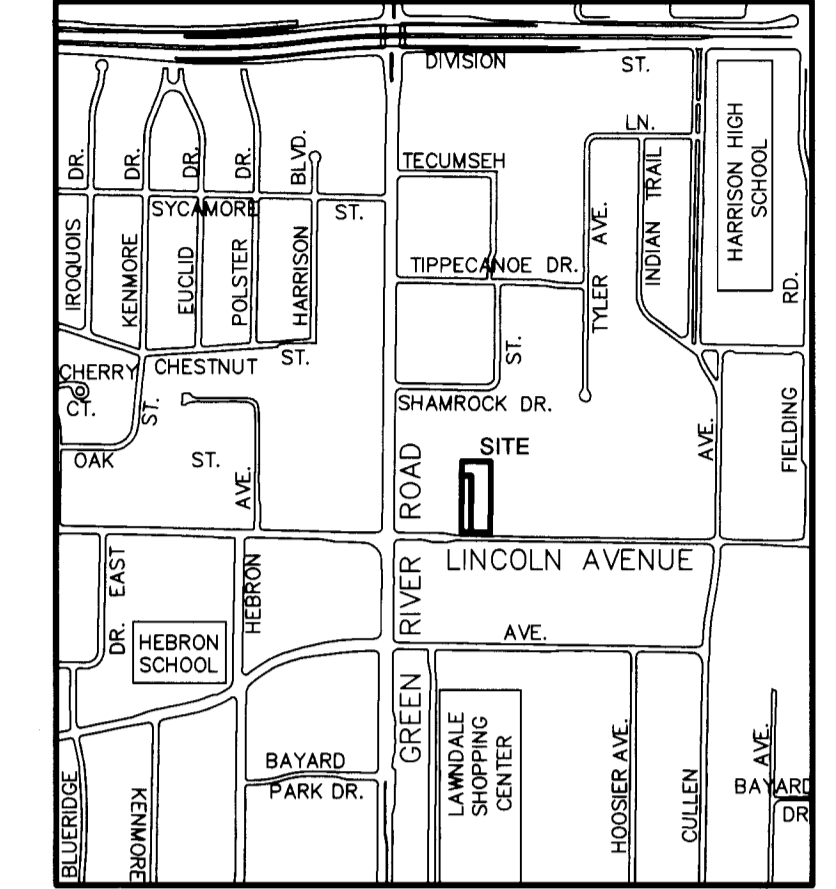 DIVISION ST.
HARRISON HIGH
SCHOOL
LN.
TECUMSEH
DR.
DR.
DR.
DR.
BLVD.
SYCAMORE ST.
IROQUOIS
KENMORE
EUCLID
POLSTER
HARRISON
TIPPECANOE DR.
TYLER AVE.
INDIAN TRAIL
RD.
CHERRY
CT.
CHESTNUT ST.
ST.
ST.
SHAMROCK DR.
OAK ST.
AVE.
SITE
AVE.
FIELDING
GREEN RIVER ROAD
LINCOLN AVENUE
EAST
DR.
HEBRON
HEBRON
SCHOOL
AVE.
BAYARD
PARK DR.
LAWNDALE
SHOPPING
CENTER
HOOSIER AVE.
CULLEN
AVE.
BAYARD
DR
BLUERIDGE
KENMORE